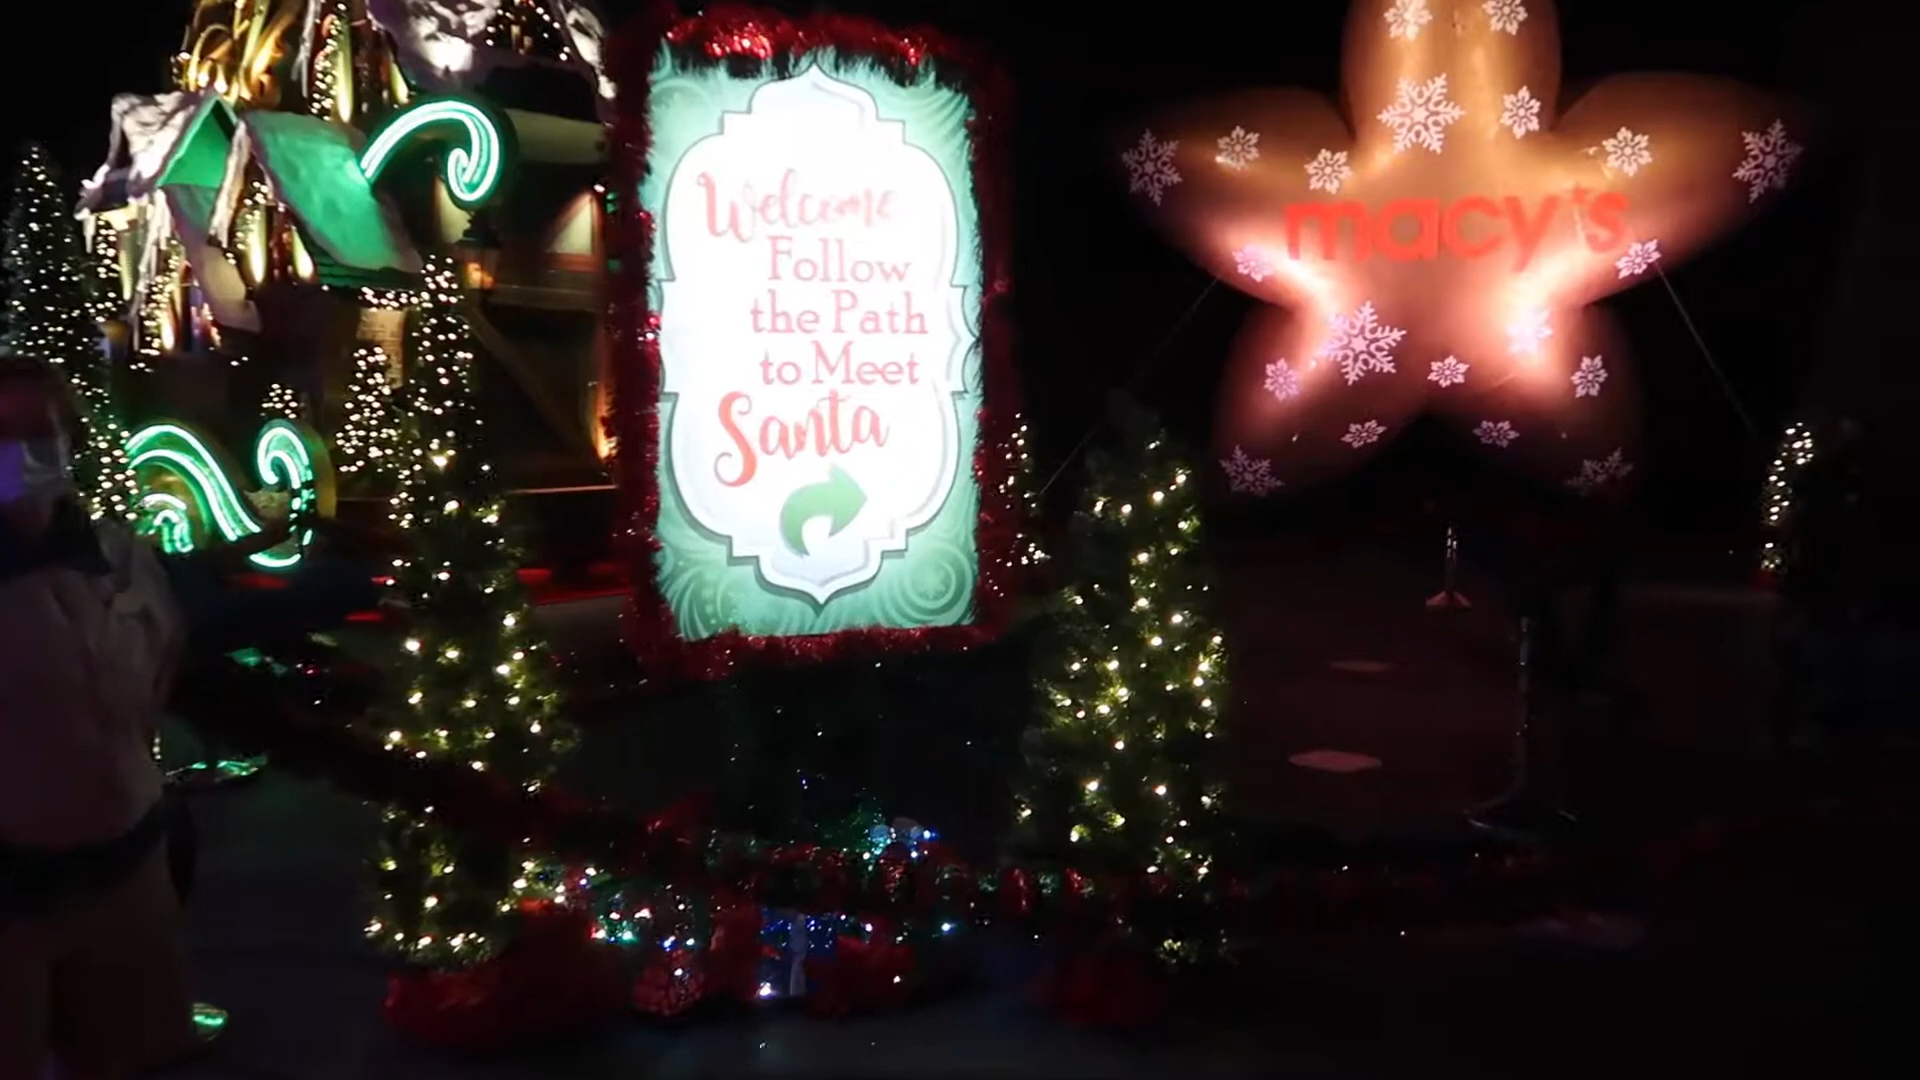 Welcome
Follow
the Path
to Meet
Santa
macy's